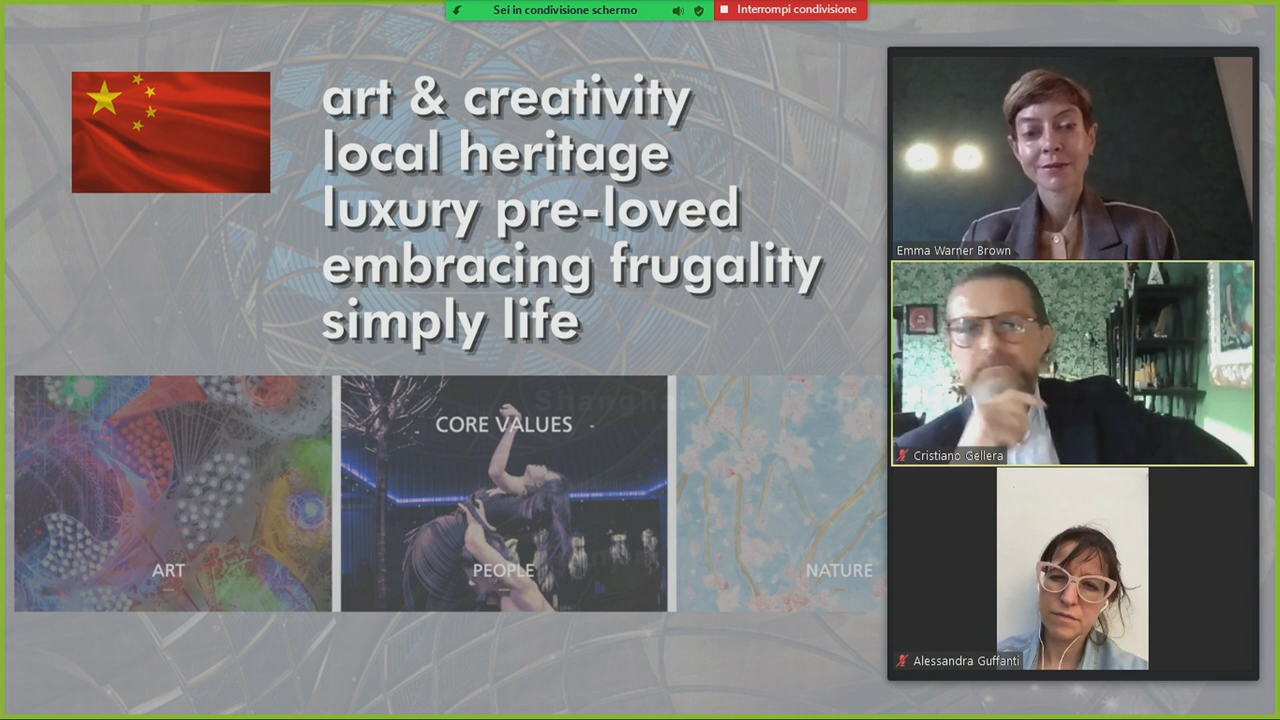 Sei in condivisione schermo
Interrompi condivisione
art & creativity
local heritage
luxury pre-loved
embracing frugality
simply life
CORE VALUES
ART
PEOPLE
NATURE
Emma Warner Brown
Cristiano Gellera
Alessandra Guffanti